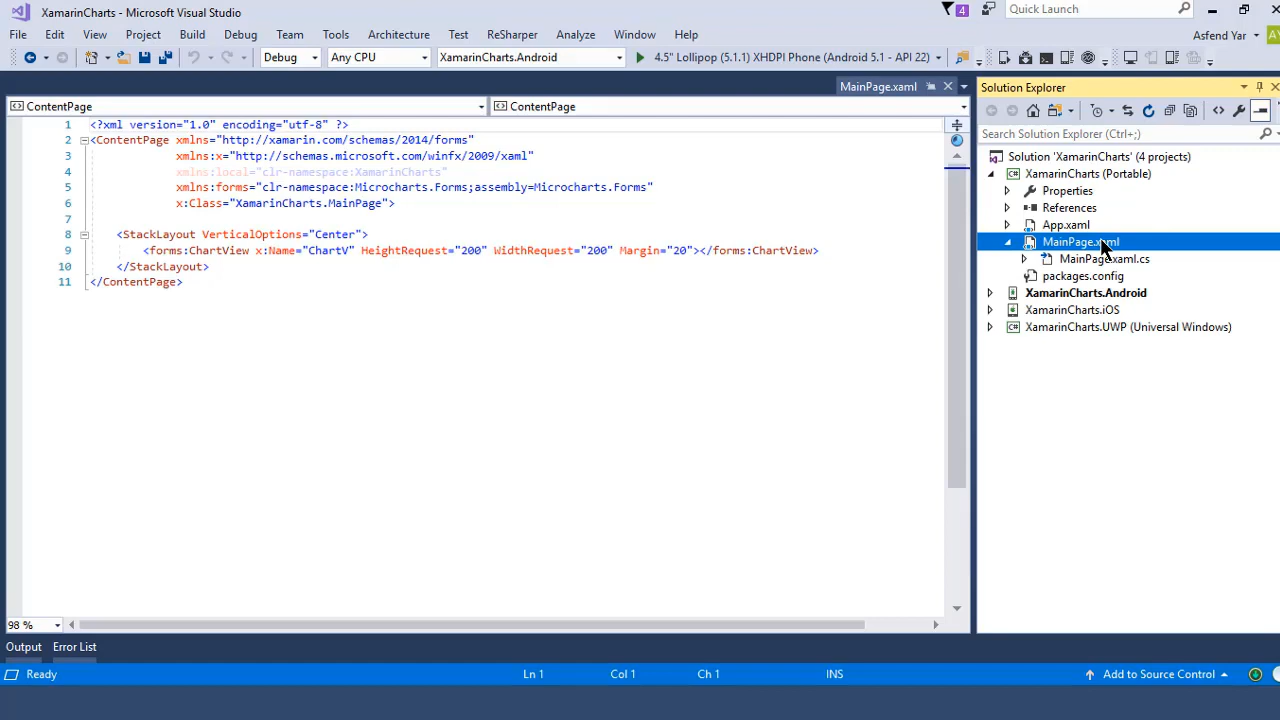 XamarinCharts - Microsoft Visual Studio
4
Quick Launch
File Edit View Project Build Debug Team Tools Architecture Test ReSharper Analyze Window Help
Asfend Yar
Debug Any CPU XamarinCharts.Android 4.5" Lollipop (5.1.1) XHDPI Phone (Android 5.1 - API 22)
MainPage.xaml
ContentPage ContentPage
1 <?xml version="1.0" encoding="utf-8" ?>
2 <ContentPage xmlns="http://xamarin.com/schemas/2014/forms"
3 xmlns:x="http://schemas.microsoft.com/winfx/2009/xaml"
4 xmlns:local="clr-namespace:XamarinCharts"
5 xmlns:forms="clr-namespace:Microcharts.Forms;assembly=Microcharts.Forms"
6 x:Class="XamarinCharts.MainPage">
7
8 <StackLayout VerticalOptions="Center">
9 <forms:ChartView x:Name="ChartV" HeightRequest="200" WidthRequest="200" Margin="20"></forms:ChartView>
10 </StackLayout>
11 </ContentPage>
98 %
Solution Explorer
Search Solution Explorer (Ctrl+;)
Solution 'XamarinCharts' (4 projects)
XamarinCharts (Portable)
Properties
References
App.xaml
MainPage.xaml
MainPage.xaml.cs
packages.config
XamarinCharts.Android
XamarinCharts.iOS
XamarinCharts.UWP (Universal Windows)
Output Error List
Ready Ln 1 Col 1 Ch 1 INS Add to Source Control